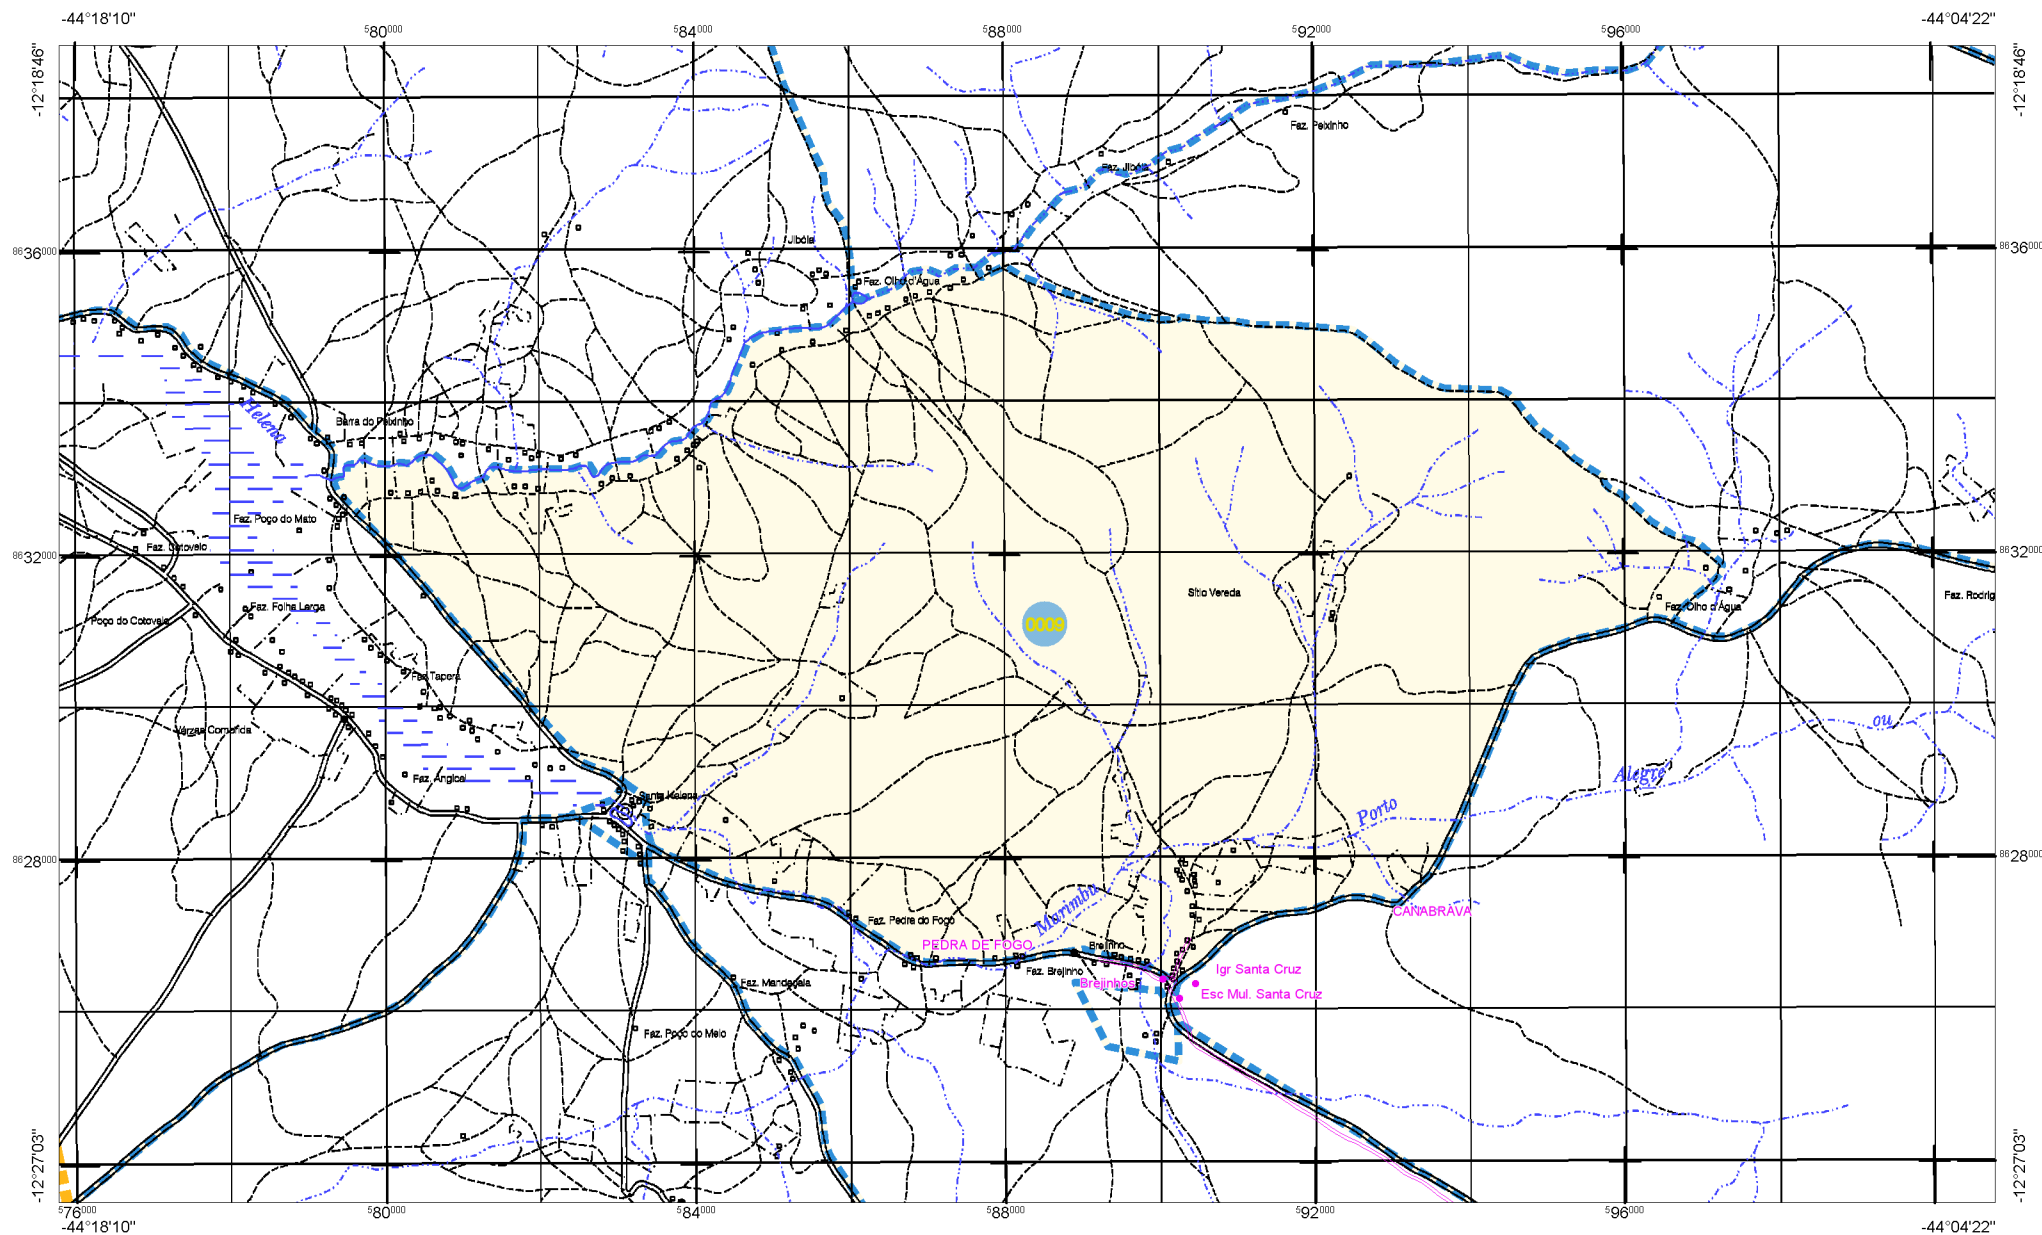 -44°18'10"
-44°04'22"
580000
584000
588000
592000
596000
-12°18'46"
-12°18'46"
Faz. Peixinho
Faz. Jibóia
Jibóia
8636000
8636000
Faz. Olho d'Água
Helena
Barra do Peixinho
Faz. Poço do Mato
Faz. Cotovelo
8632000
8632000
Sítio Vereda
Faz. Rodrig
Faz. Folha Larga
Faz. Olho d'Água
Poço do Cotovelo
0009
Faz. Tapera
Várzea Comprida
ou
Faz. Angical
Alegre
Santa Helena
Porto
8628000
8628000
Marimba
CANABRAVA
Faz. Pedra do Fogo
PEDRA DE FOGO
Brejinho
Faz. Brejinho
Igr Santa Cruz
Brejinhos
Faz. Mandaçaia
Esc Mul. Santa Cruz
Faz. Poço do Meio
-12°27'03"
-12°27'03"
576000
580000
584000
588000
592000
596000
-44°18'10"
-44°04'22"